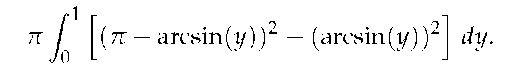 π ∫₀¹ [(π − arcsin(y))² − (arcsin(y))²] dy.